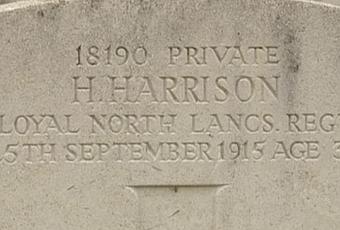 18190 PRIVATE
H. HARRISON
LOYAL NORTH LANCS. REG
5TH SEPTEMBER 1915 AGE 3